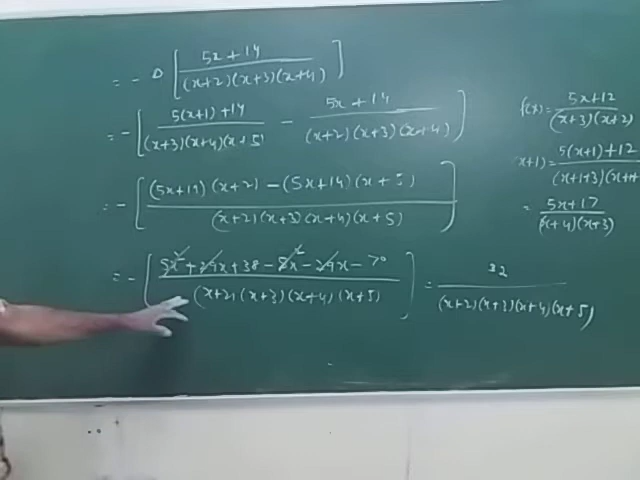 = - Δ [ (5x+14) / ((x+2)(x+3)(x+4)) ]
= - [ (5(x+1)+14) / ((x+3)(x+4)(x+5)) - (5x+14) / ((x+2)(x+3)(x+4)) ]
= - [ ((5x+19)(x+2) - (5x+14)(x+5)) / ((x+2)(x+3)(x+4)(x+5)) ]
= - [ (5x²+29x+38-5x²-29x-70) / ((x+2)(x+3)(x+4)(x+5)) ] = 32 / ((x+2)(x+3)(x+4)(x+5))
f(x) = (5x+12) / ((x+3)(x+2))
x+1) = (5(x+1)+12) / ((x+1+3)(x+1+
= (5x+17) / ((x+4)(x+3))